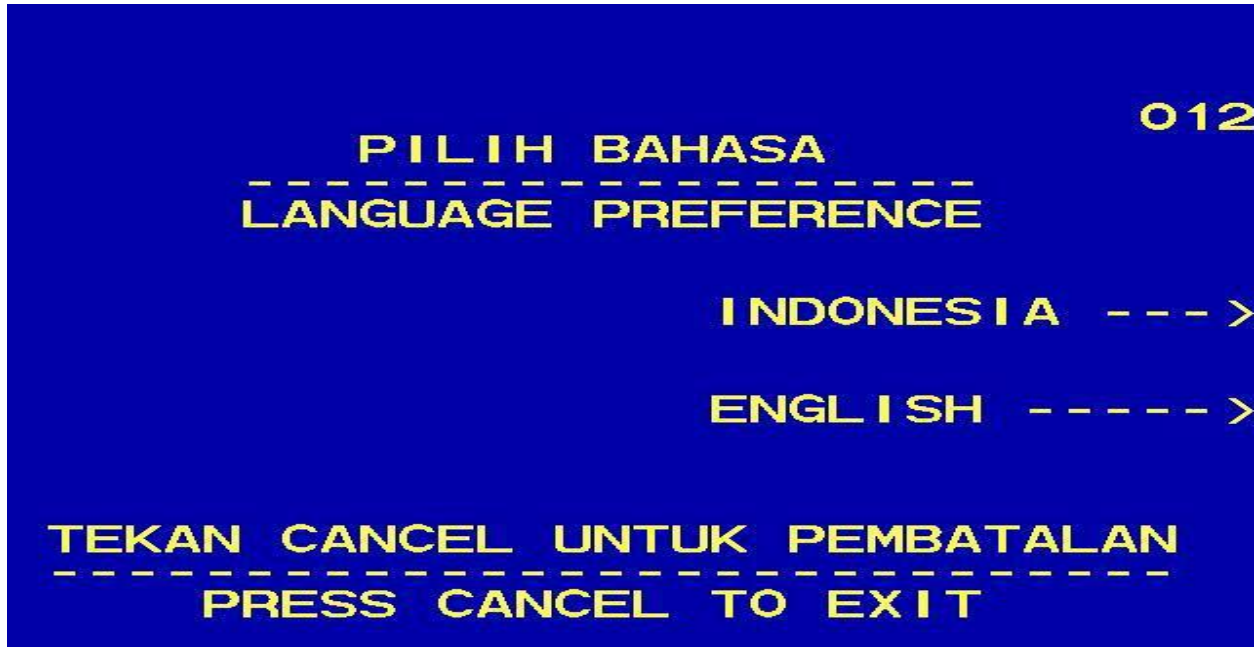 012
PILIH BAHASA
-------------------
LANGUAGE PREFERENCE
INDONESIA --->
ENGLISH ----->
TEKAN CANCEL UNTUK PEMBATALAN
-----------------------------
PRESS CANCEL TO EXIT